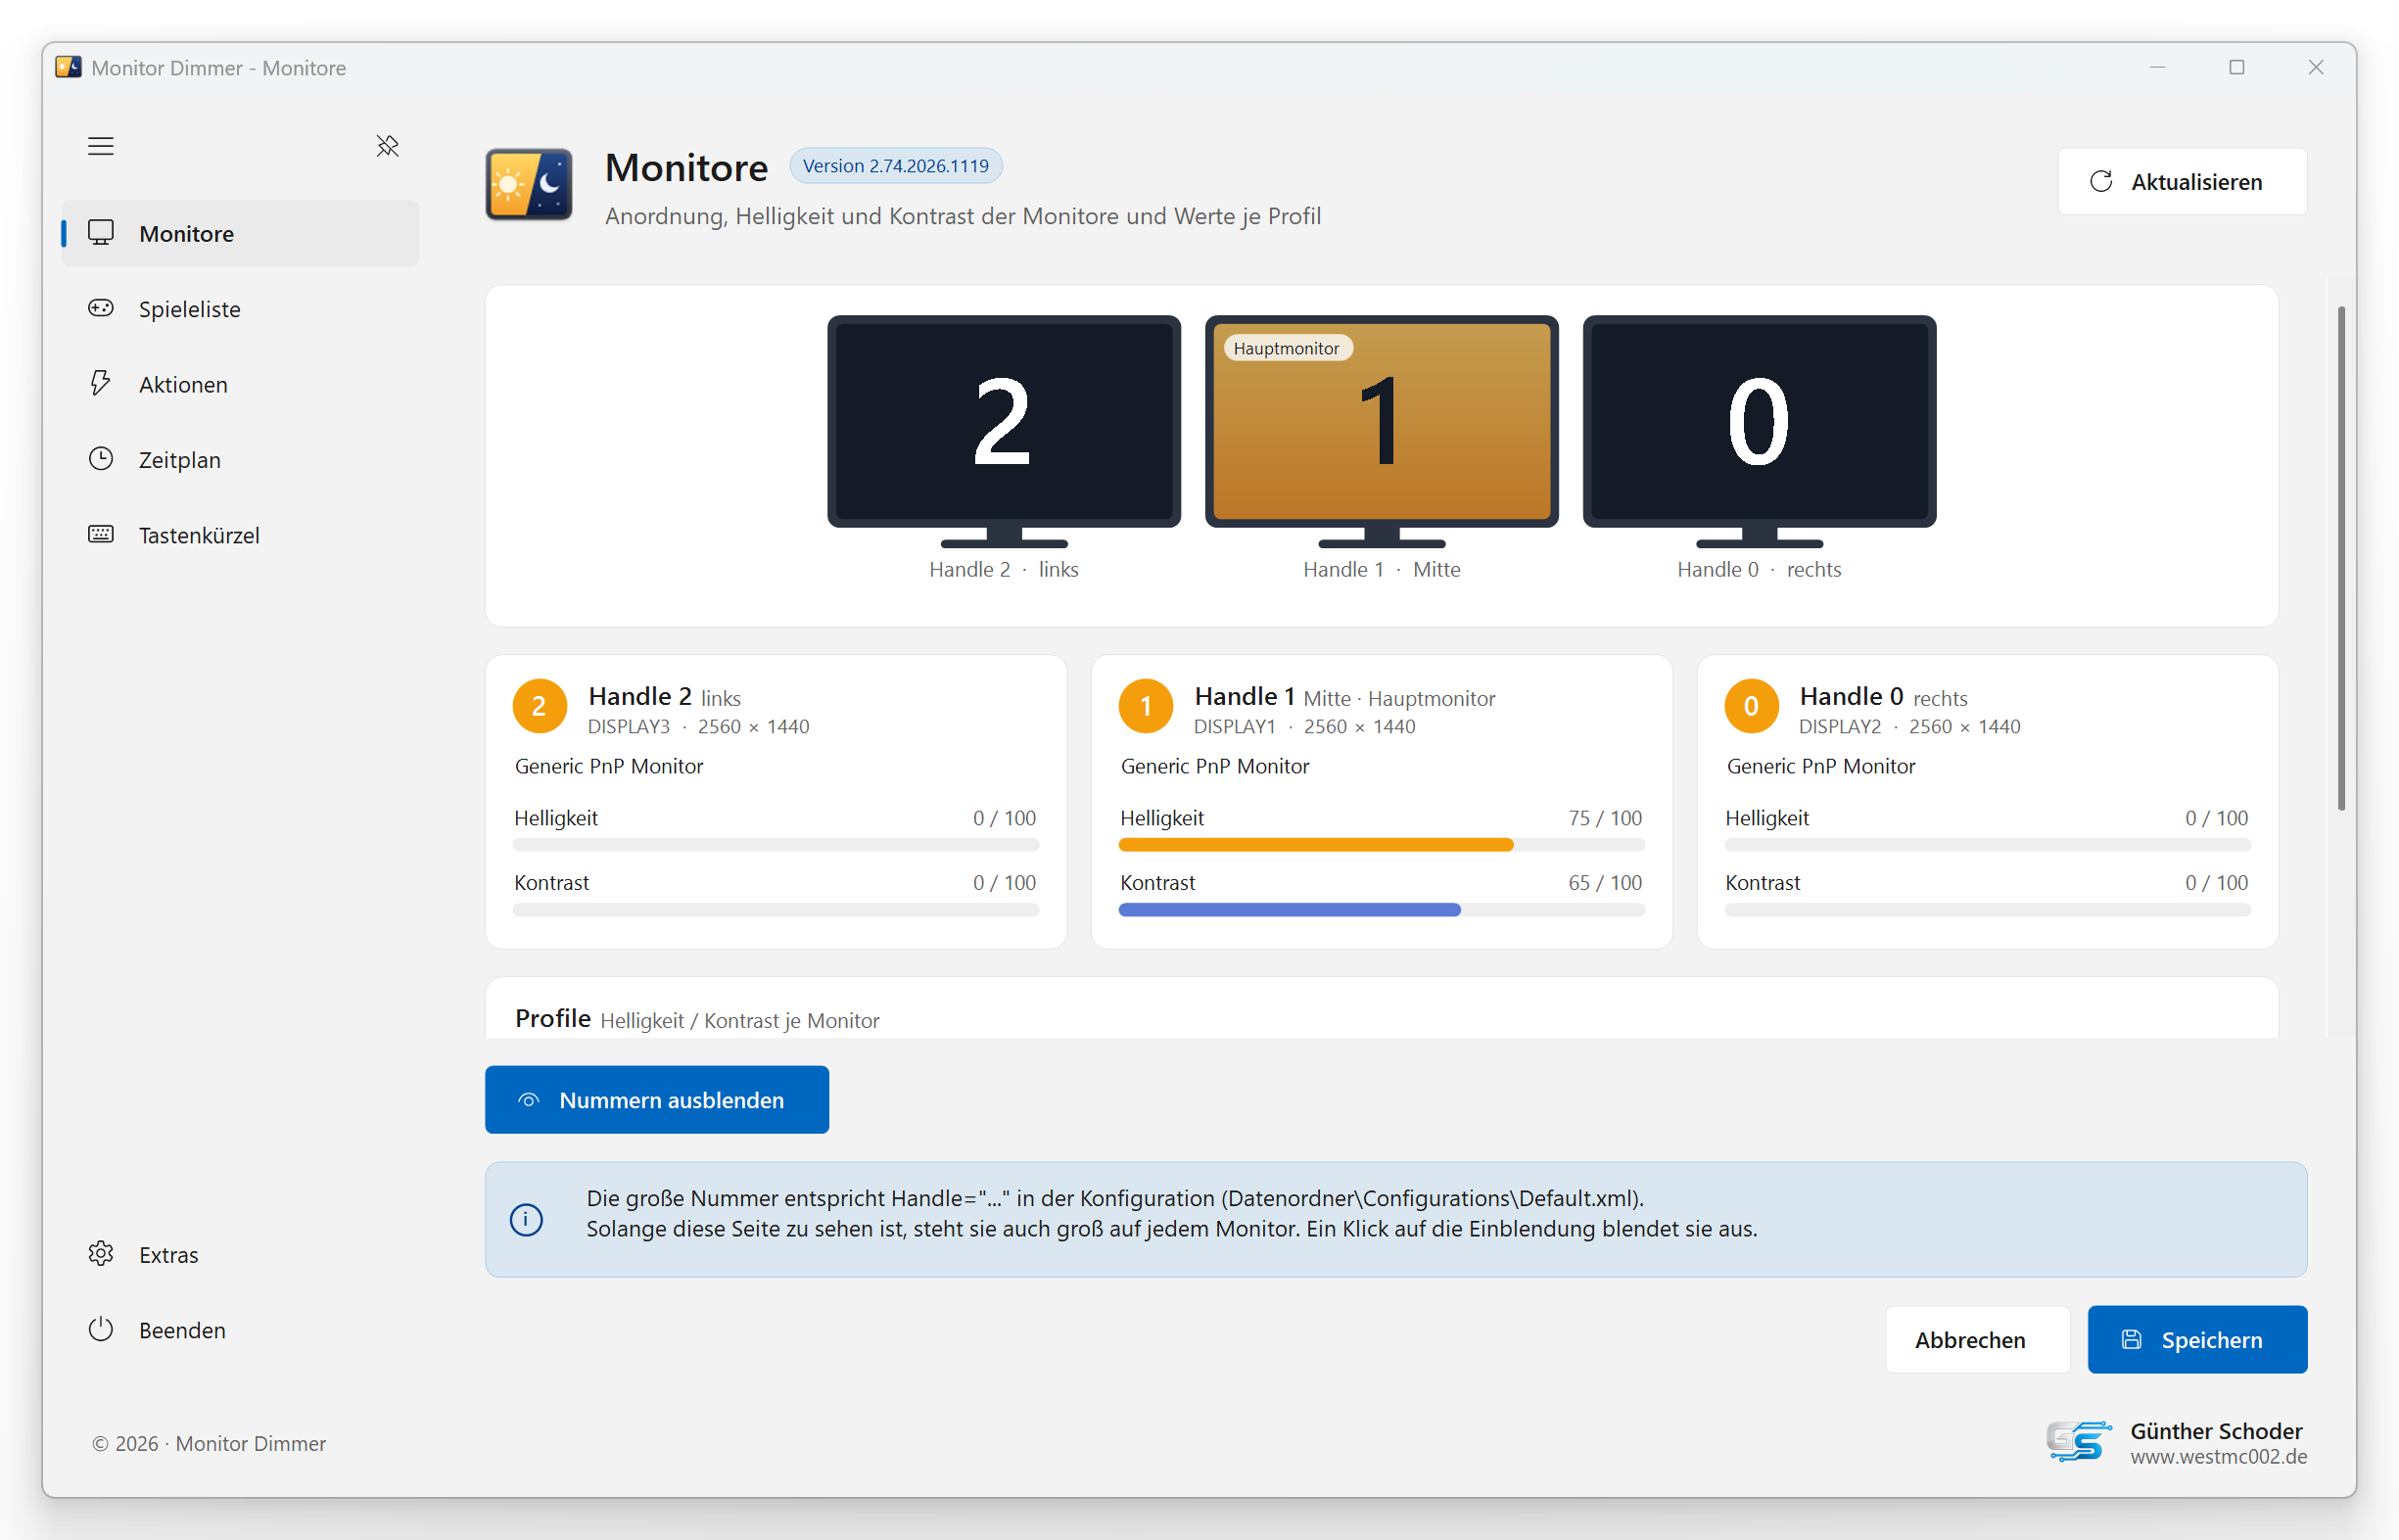 Monitor Dimmer - Monitore
Monitore
Spieleliste
Aktionen
Zeitplan
Tastenkürzel
Extras
Beenden
© 2026 · Monitor Dimmer
Monitore
Version 2.74.2026.1119
Anordnung, Helligkeit und Kontrast der Monitore und Werte je Profil
Aktualisieren
2
Handle 2 · links
Hauptmonitor
1
Handle 1 · Mitte
0
Handle 0 · rechts
2
Handle 2 links
DISPLAY3 · 2560 × 1440
Generic PnP Monitor
Helligkeit 0 / 100
Kontrast 0 / 100
1
Handle 1 Mitte · Hauptmonitor
DISPLAY1 · 2560 × 1440
Generic PnP Monitor
Helligkeit 75 / 100
Kontrast 65 / 100
0
Handle 0 rechts
DISPLAY2 · 2560 × 1440
Generic PnP Monitor
Helligkeit 0 / 100
Kontrast 0 / 100
Profile Helligkeit / Kontrast je Monitor
Nummern ausblenden
Die große Nummer entspricht Handle="..." in der Konfiguration (Datenordner\Configurations\Default.xml).
Solange diese Seite zu sehen ist, steht sie auch groß auf jedem Monitor. Ein Klick auf die Einblendung blendet sie aus.
Abbrechen
Speichern
GS
Günther Schoder
www.westmc002.de